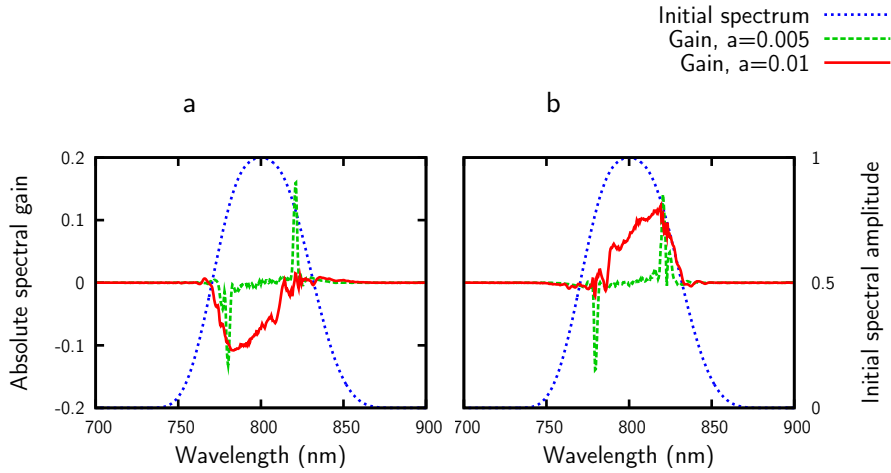 Initial spectrum
Gain, a=0.005
Gain, a=0.01
a
b
Absolute spectral gain
0.2
0.1
0
-0.1
-0.2
700 750 800 850 900
Wavelength (nm)
700 750 800 850 900
Wavelength (nm)
1
0.5
0
Initial spectral amplitude